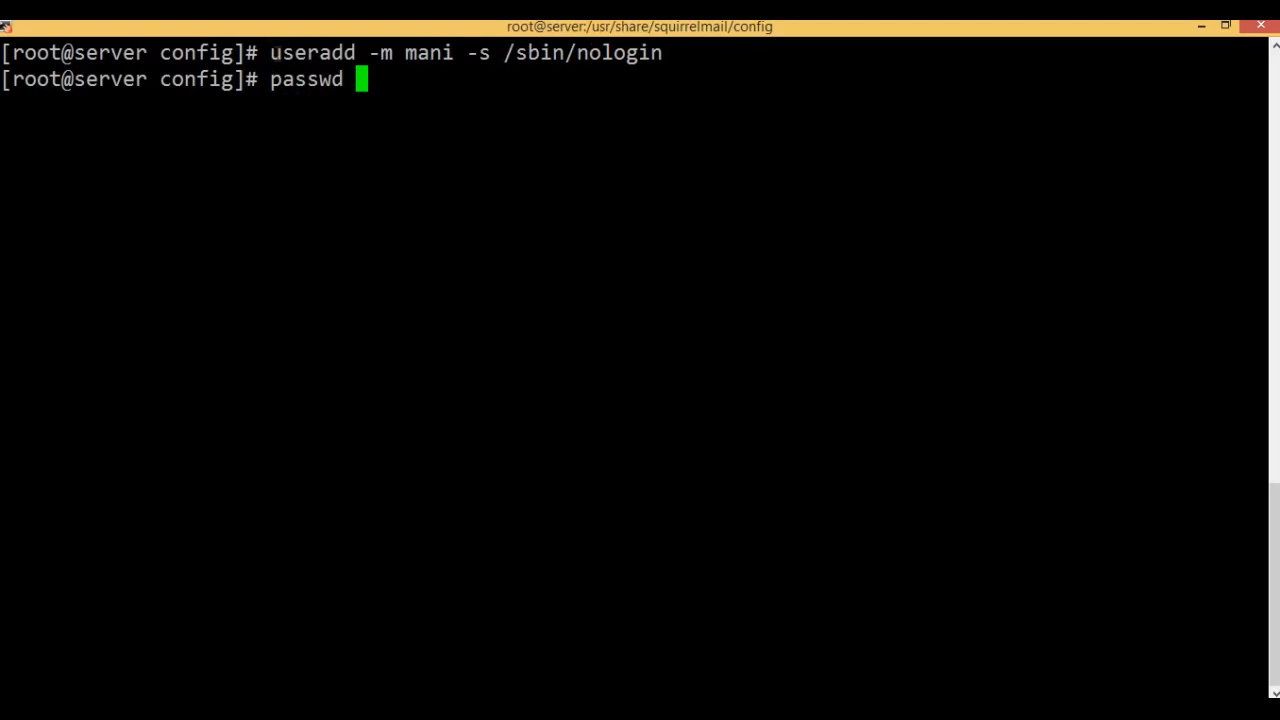 root@server:/usr/share/squirrelmail/config
[root@server config]# useradd -m mani -s /sbin/nologin
[root@server config]# passwd